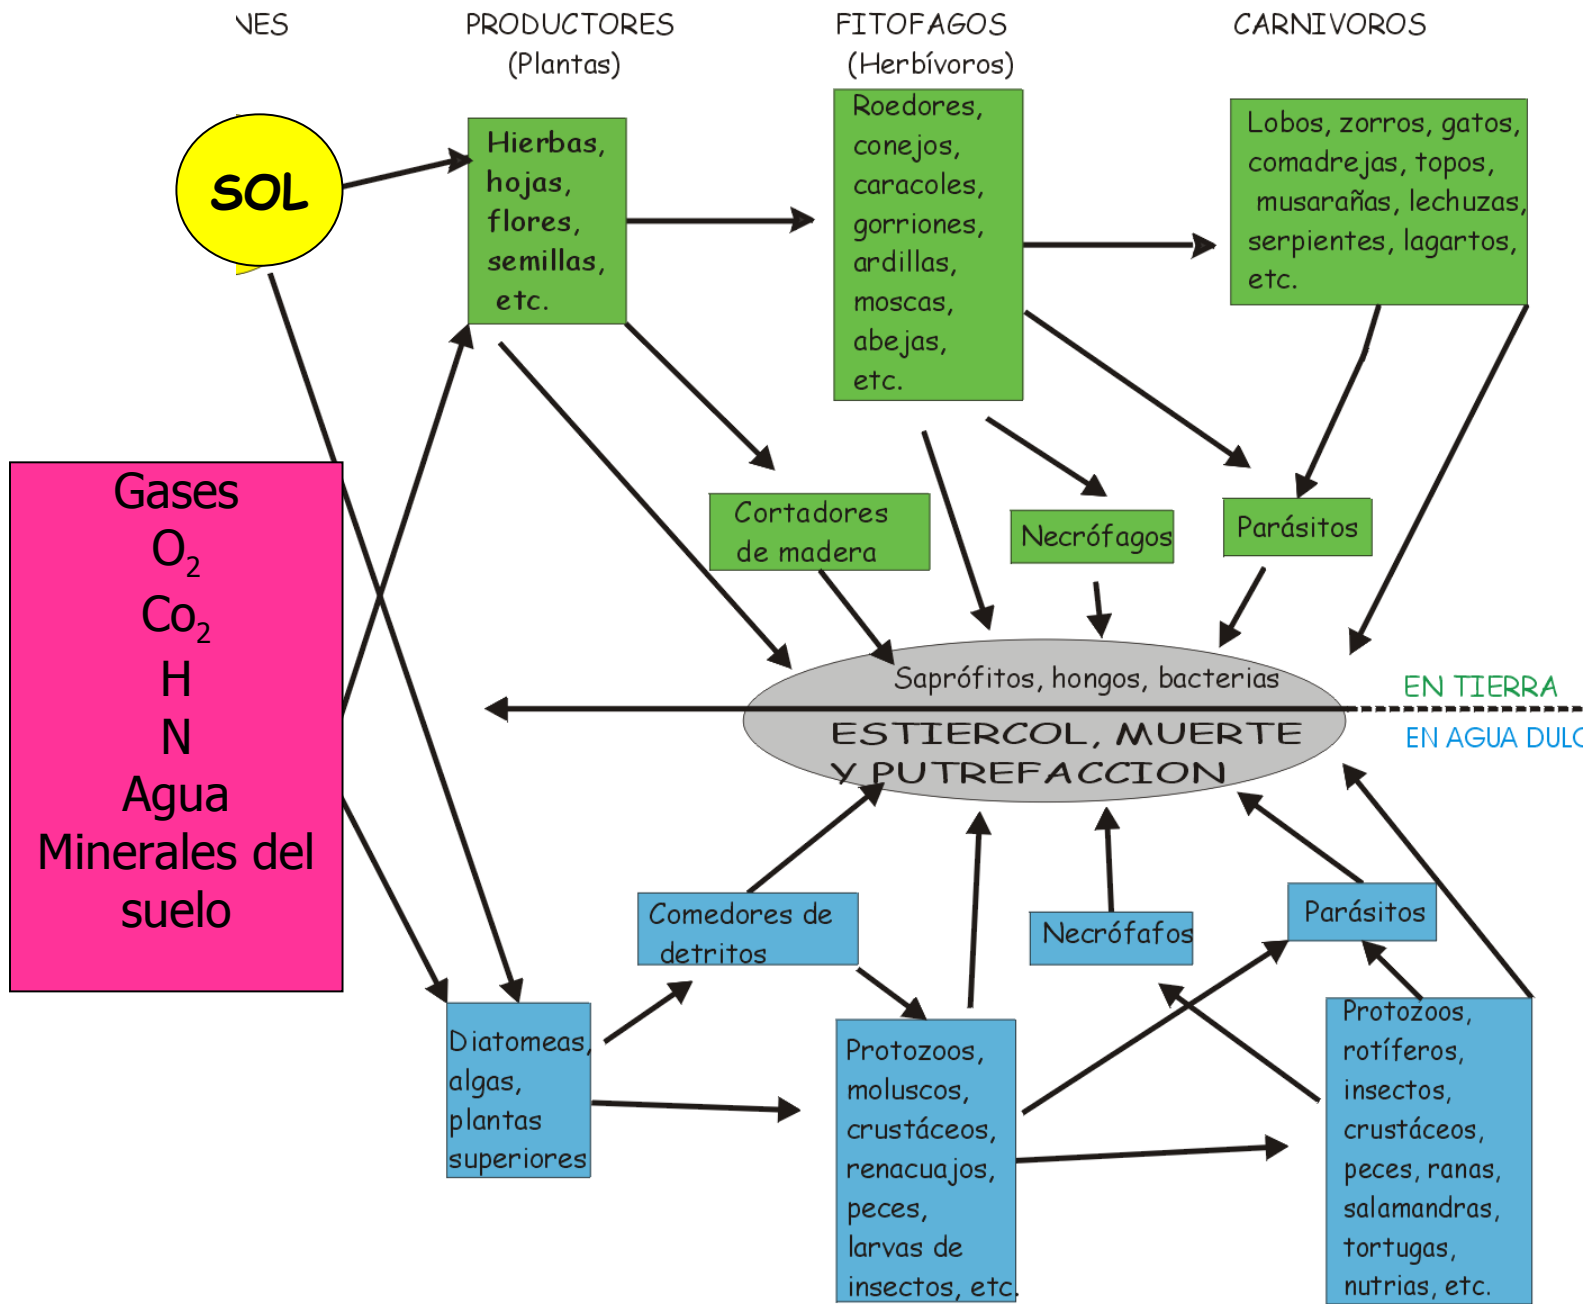 PRODUCTORES
(Plantas)
FITOFAGOS
(Herbívoros)
CARNIVOROS
SOL
Hierbas,
hojas,
flores,
semillas,
etc.
Roedores,
conejos,
caracoles,
gorriones,
ardillas,
moscas,
abejas,
etc.
Lobos, zorros, gatos,
comadrejas, topos,
musarañas, lechuzas,
serpientes, lagartos,
etc.
Gases
O₂
Co₂
H
N
Agua
Minerales del
suelo
Cortadores
de madera
Necrófagos
Parásitos
Saprófitos, hongos, bacterias
ESTIERCOL, MUERTE
Y PUTREFACCION
EN TIERRA
EN AGUA DULC
Comedores de
detritos
Necrófafos
Parásitos
Diatomeas,
algas,
plantas
superiores
Protozoos,
moluscos,
crustáceos,
renacuajos,
peces,
larvas de
insectos, etc.
Protozoos,
rotíferos,
insectos,
crustáceos,
peces, ranas,
salamandras,
tortugas,
nutrias, etc.